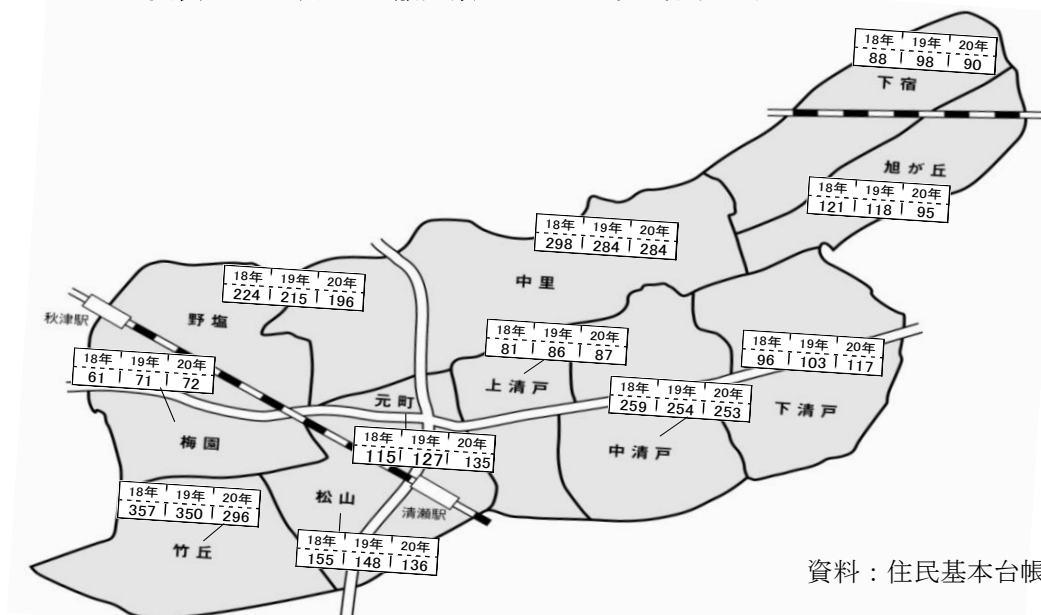 18年 19年 20年
88 98 90
下宿
旭が丘
18年 19年 20年
121 118 95
18年 19年 20年
298 284 284
中里
18年 19年 20年
224 215 196
野塩
秋津駅
18年 19年 20年
81 86 87
上清戸
18年 19年 20年
96 103 117
下清戸
18年 19年 20年
61 71 72
梅園
元町
18年 19年 20年
115 127 135
18年 19年 20年
259 254 253
中清戸
18年 19年 20年
357 350 296
竹丘
松山
清瀬駅
18年 19年 20年
155 148 136
資料：住民基本台帳